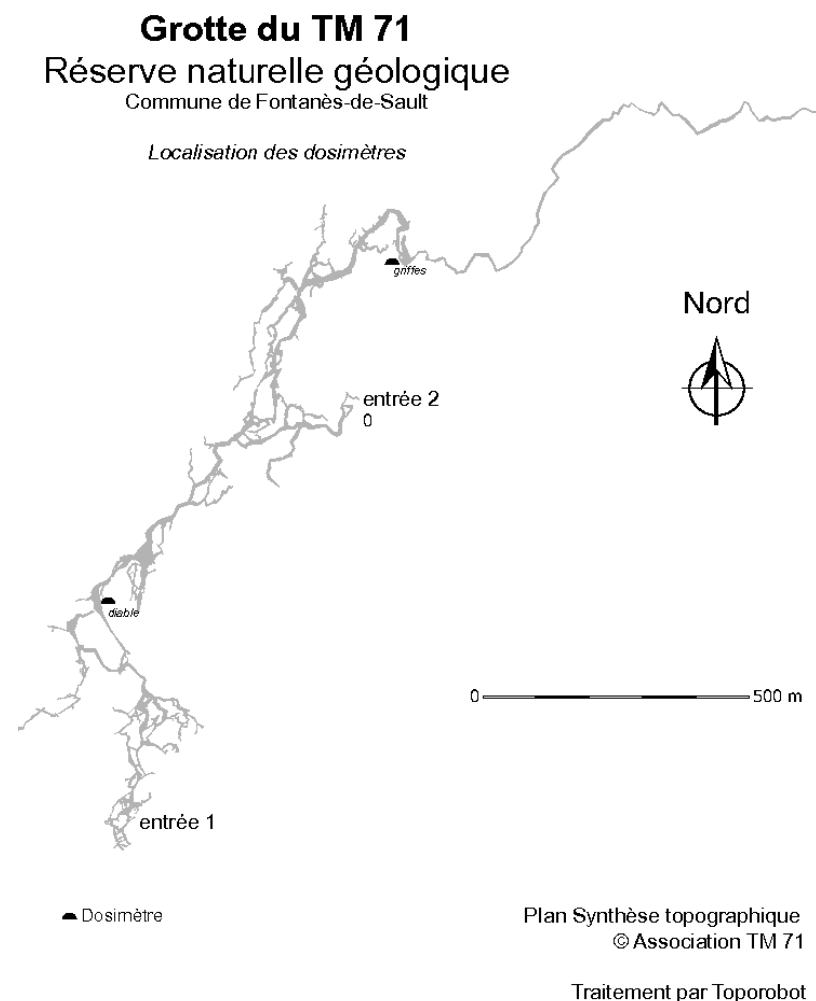 Grotte du TM 71
Réserve naturelle géologique
Commune de Fontanès-de-Sault
Localisation des dosimètres
griffes
Nord
entrée 2
0
diable
0 500 m
entrée 1
Dosimètre
Plan Synthèse topographique
© Association TM 71
Traitement par Toporobot